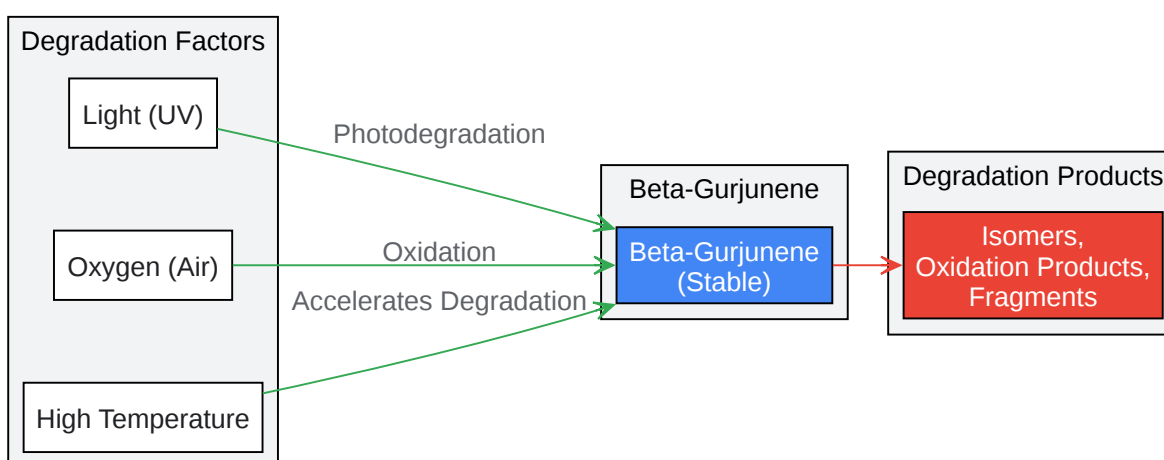 Degradation Factors
Light (UV)
Photodegradation
Oxygen (Air)
Oxidation
Accelerates Degradation
High Temperature
Beta-Gurjunene
Beta-Gurjunene
(Stable)
Degradation Products
Isomers,
Oxidation Products,
Fragments